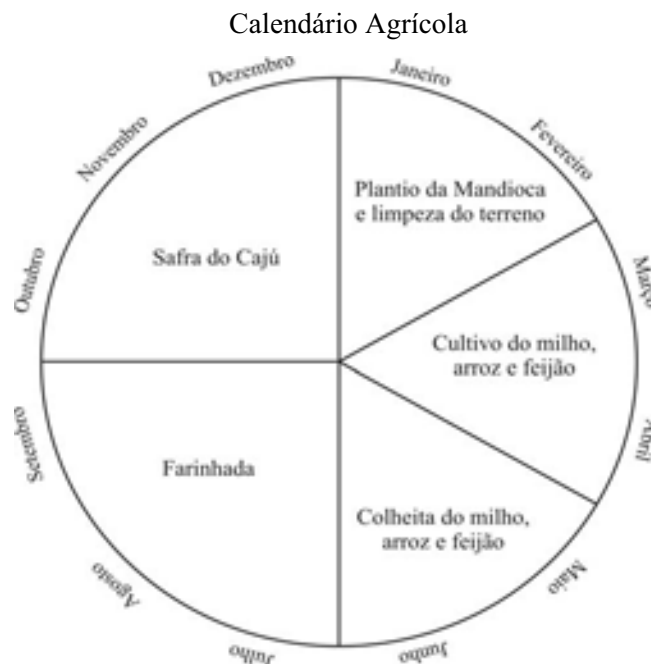 Calendário Agrícola
Dezembro
Janeiro
Novembro
Fevereiro
Plantio da Mandioca
e limpeza do terreno
Outubro
Safra do Cajú
Março
Cultivo do milho,
arroz e feijão
Setembro
Farinhada
Abril
Colheita do milho,
arroz e feijão
Agosto
Maio
Julho
Junho